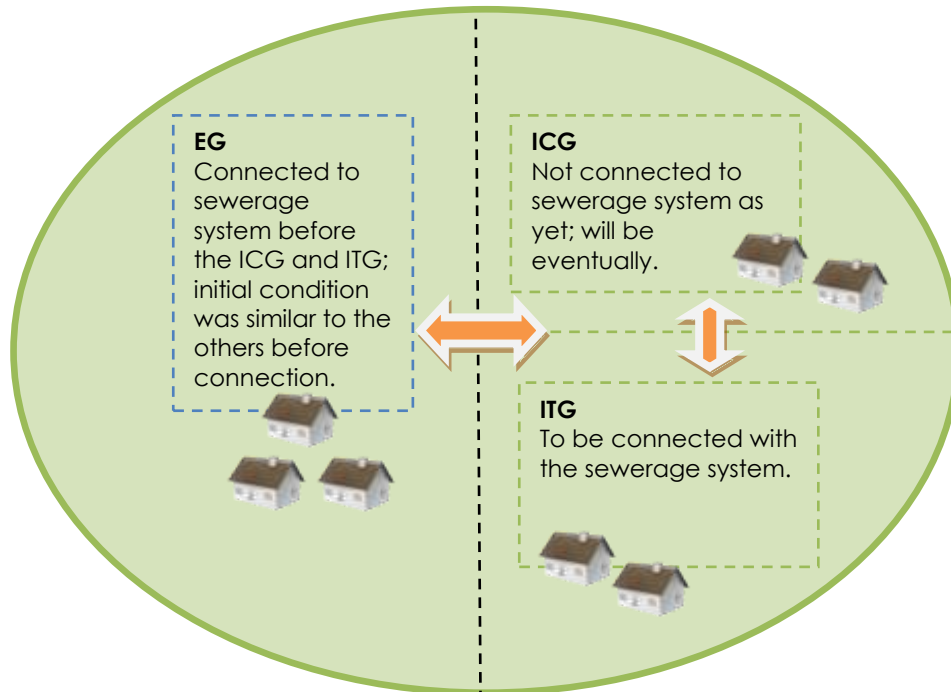 EG
Connected to
sewerage
system before
the ICG and ITG;
initial condition
was similar to the
others before
connection.
ICG
Not connected to
sewerage system as
yet; will be
eventually.
ITG
To be connected with
the sewerage system.